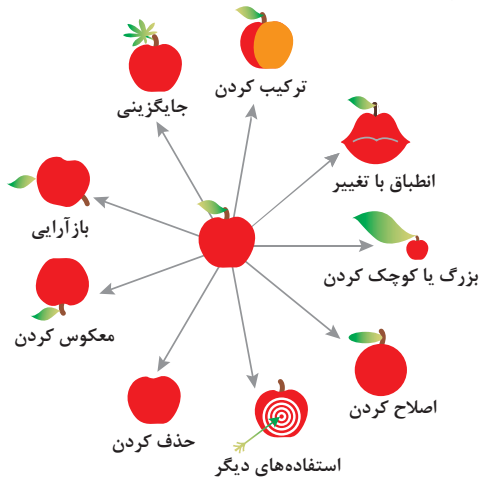 ترکیب کردن
جایگزینی
انطباق با تغییر
بازآرایی
بزرگ یا کوچک کردن
معکوس کردن
اصلاح کردن
حذف کردن
استفاده‌های دیگر